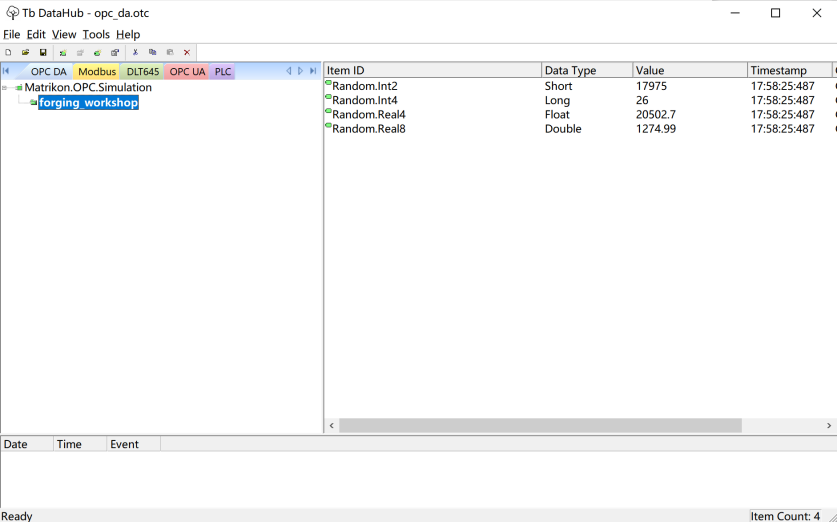 Tb DataHub - opc_da.otc
File Edit View Tools Help
OPC DA Modbus DLT645 OPC UA PLC
Matrikon.OPC.Simulation
forging_workshop
Item ID Data Type Value Timestamp
Random.Int2 Short 17975 17:58:25:487
Random.Int4 Long 26 17:58:25:487
Random.Real4 Float 20502.7 17:58:25:487
Random.Real8 Double 1274.99 17:58:25:487
Date Time Event
Ready Item Count: 4